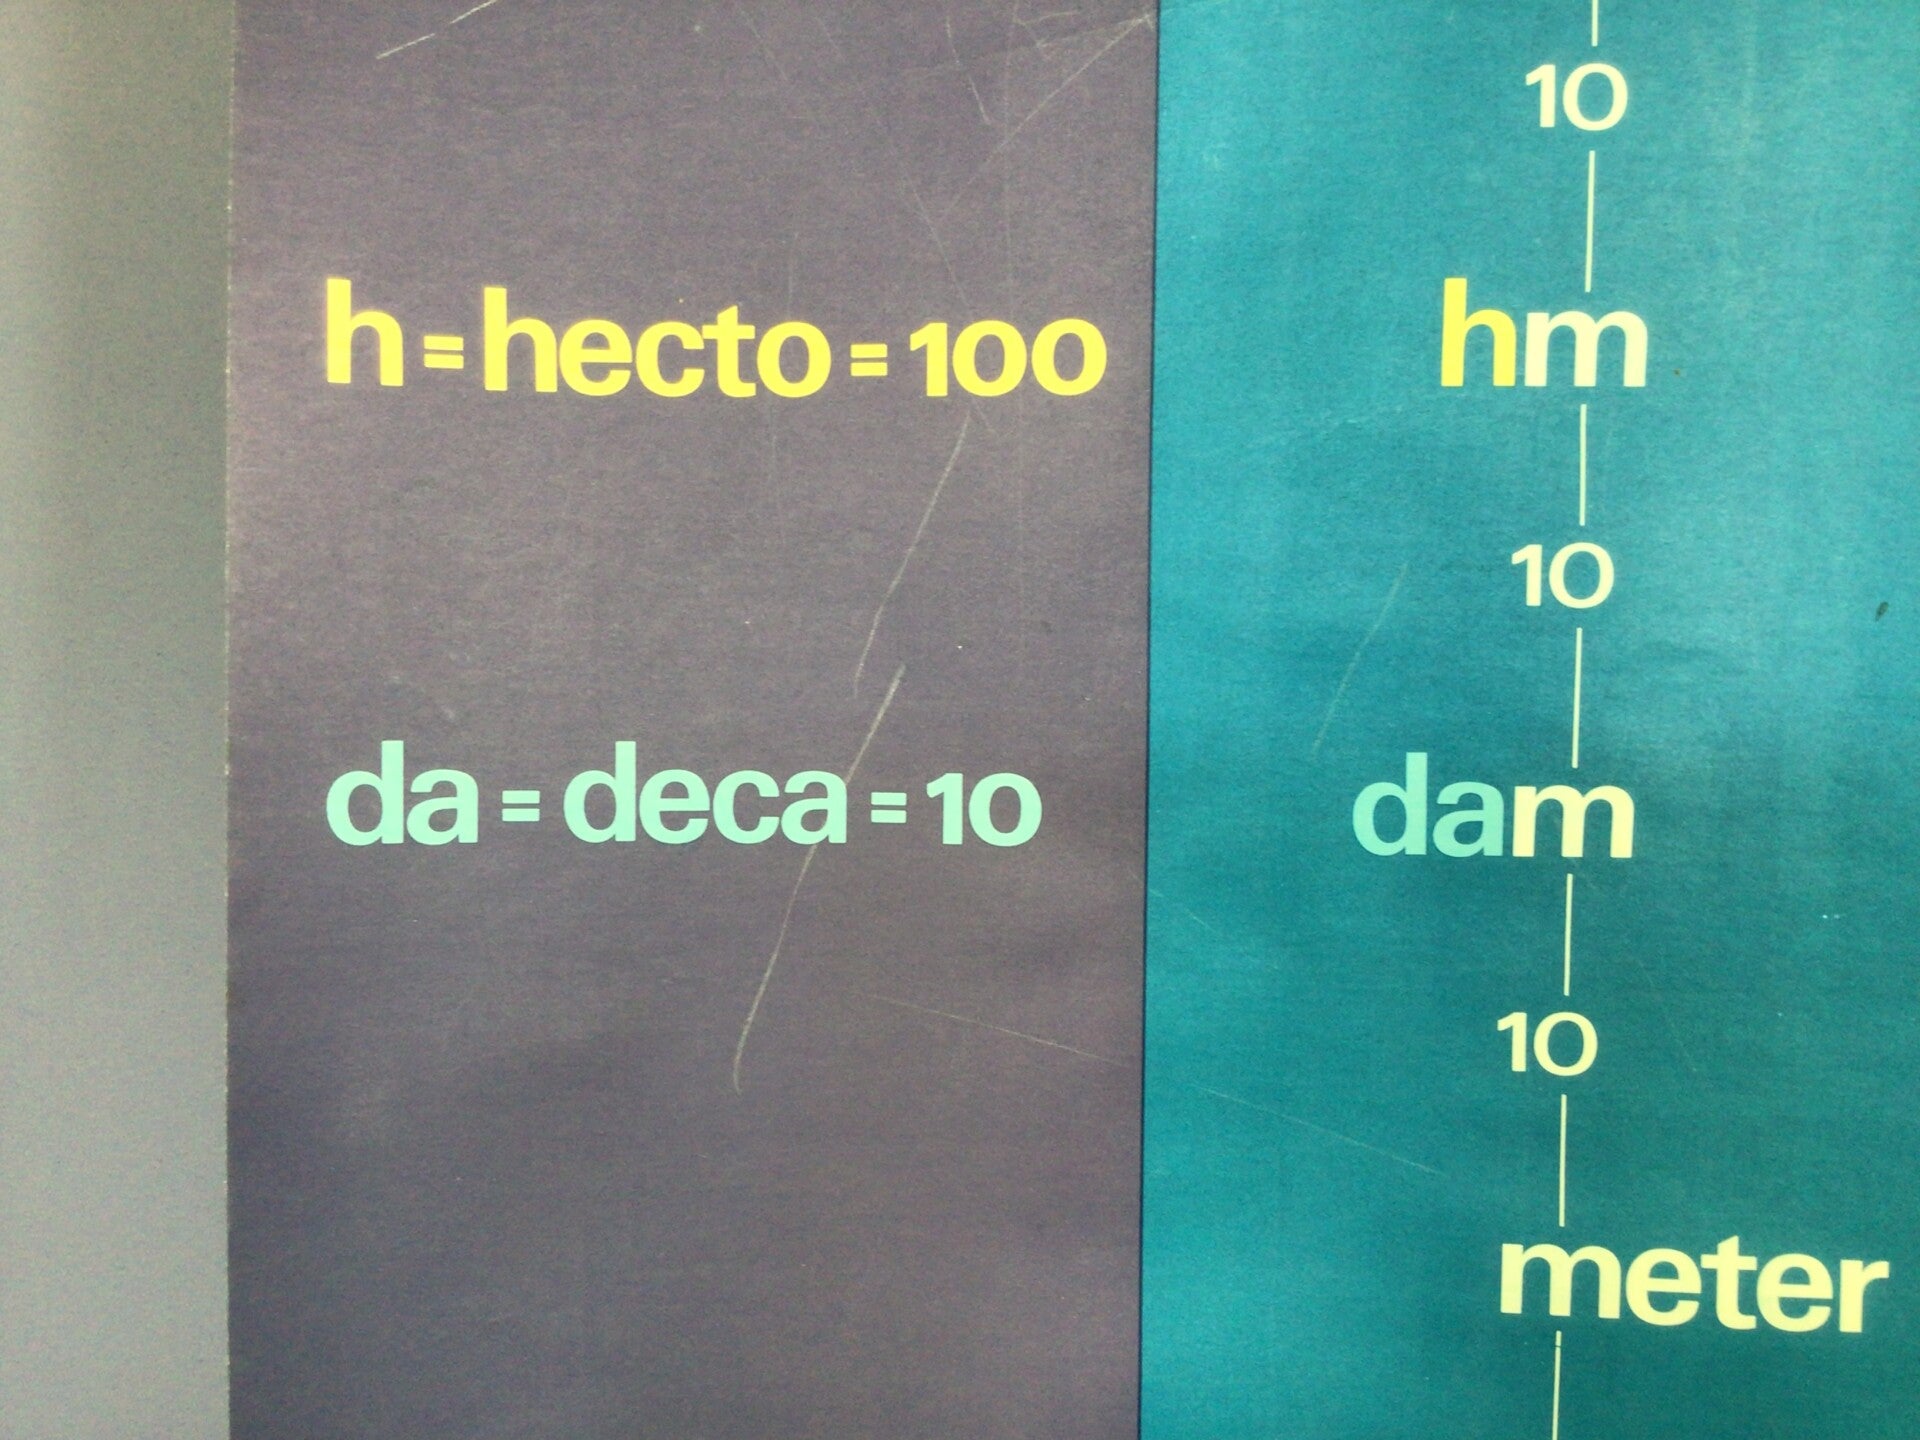 10
h = hecto = 100
hm
10
da = deca = 10
dam
10
meter